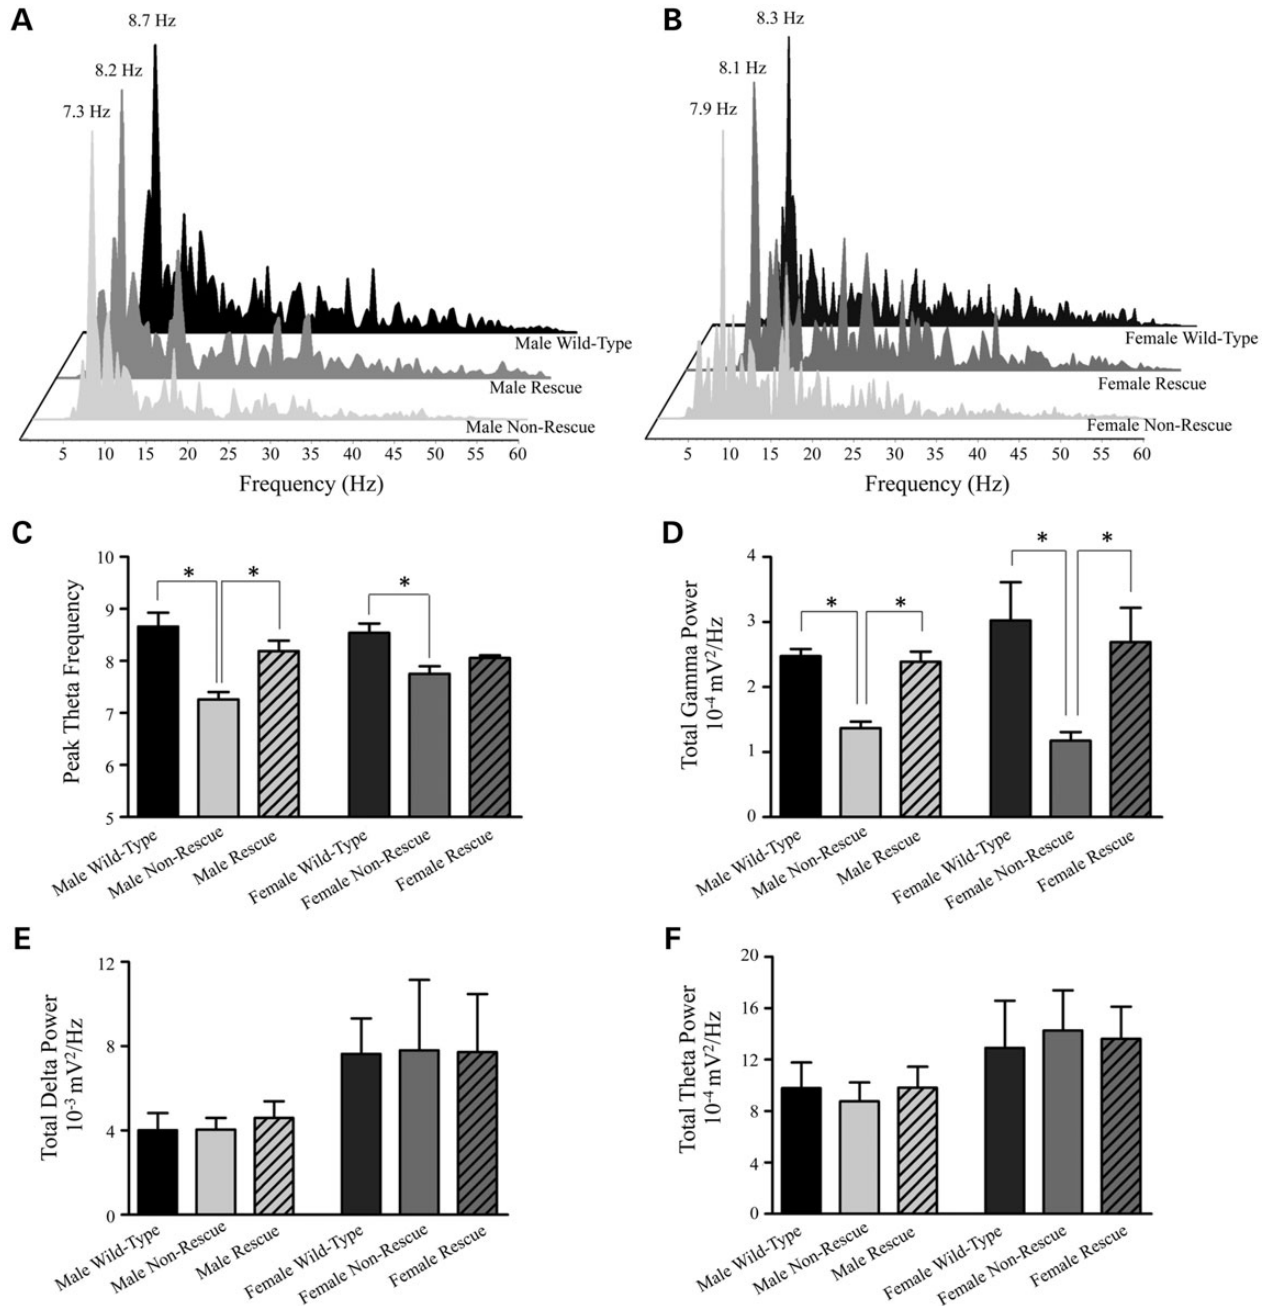 A
8.7 Hz
8.2 Hz
7.3 Hz
Male Wild-Type
Male Rescue
Male Non-Rescue
5 10 15 20 25 30 35 40 45 50 55 60
Frequency (Hz)
B
8.3 Hz
8.1 Hz
7.9 Hz
Female Wild-Type
Female Rescue
Female Non-Rescue
5 10 15 20 25 30 35 40 45 50 55 60
Frequency (Hz)
C
Peak Theta Frequency
10
9
8
7
6
5
* * *
Male Wild-Type
Male Non-Rescue
Male Rescue
Female Wild-Type
Female Non-Rescue
Female Rescue
D
Total Gamma Power
10⁻⁴ mV²/Hz
4
3
2
1
0
* * * *
Male Wild-Type
Male Non-Rescue
Male Rescue
Female Wild-Type
Female Non-Rescue
Female Rescue
E
Total Delta Power
10⁻³ mV²/Hz
12
8
4
0
Male Wild-Type
Male Non-Rescue
Male Rescue
Female Wild-Type
Female Non-Rescue
Female Rescue
F
Total Theta Power
10⁻⁴ mV²/Hz
20
16
12
8
4
0
Male Wild-Type
Male Non-Rescue
Male Rescue
Female Wild-Type
Female Non-Rescue
Female Rescue